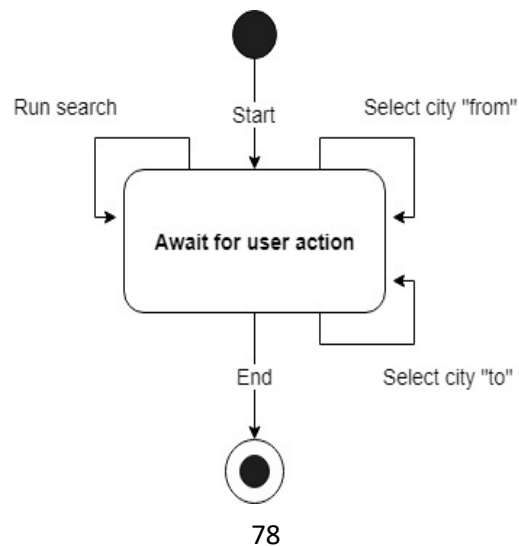 Run search
Start
Select city "from"
Await for user action
End
Select city "to"
78